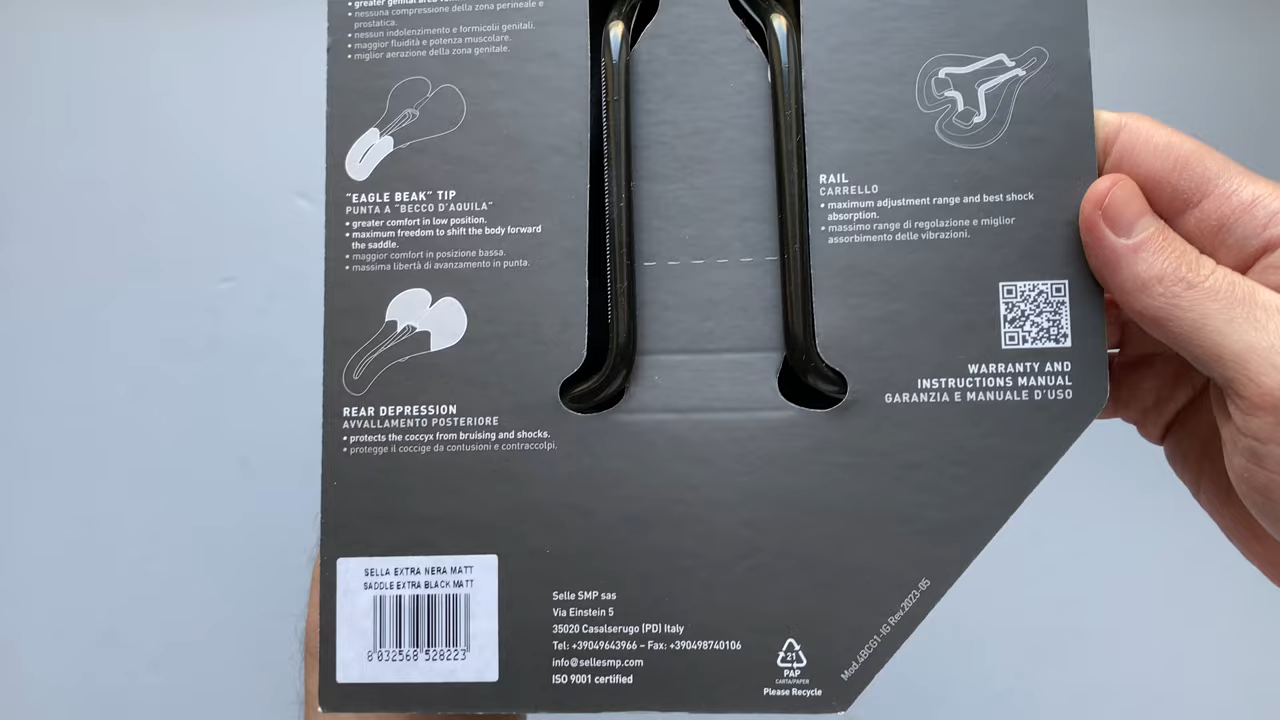 • greater genital area
• nessuna compressione della zona perineale e
prostatica.
• nessun indolenzimento e formicolii genitali.
• maggior fluidità e potenza muscolare.
• miglior aerazione della zona genitale.
“EAGLE BEAK” TIP
PUNTA A “BECCO D’AQUILA”
• greater comfort in low position.
• maximum freedom to shift the body forward
the saddle.
• maggior comfort in posizione bassa.
• massima libertà di avanzamento in punta.
REAR DEPRESSION
AVVALLAMENTO POSTERIORE
• protects the coccyx from bruising and shocks.
• protegge il coccige da contusioni e contraccolpi.
SELLA EXTRA NERA MATT
SADDLE EXTRA BLACK MATT
8 032568 528223
Selle SMP sas
Via Einstein 5
35020 Casalserugo (PD) Italy
Tel: +39049643966 – Fax: +390498740106
info@sellesmp.com
ISO 9001 certified
RAIL
CARRELLO
• maximum adjustment range and best shock
absorption.
• massimo range di regolazione e miglior
assorbimento delle vibrazioni.
WARRANTY AND
INSTRUCTIONS MANUAL
GARANZIA E MANUALE D’USO
21
PAP
CARTA/PAPER
Please Recycle
Mod.4BCG1-IG Rev.2023-05